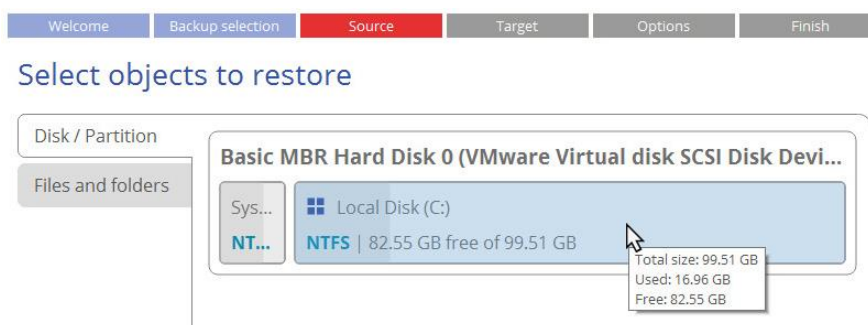 Welcome Backup selection Source Target Options Finish
Select objects to restore
Disk / Partition
Files and folders
Basic MBR Hard Disk 0 (VMware Virtual disk SCSI Disk Devi...
Sys...
NT...
Local Disk (C:)
NTFS | 82.55 GB free of 99.51 GB
Total size: 99.51 GB
Used: 16.96 GB
Free: 82.55 GB